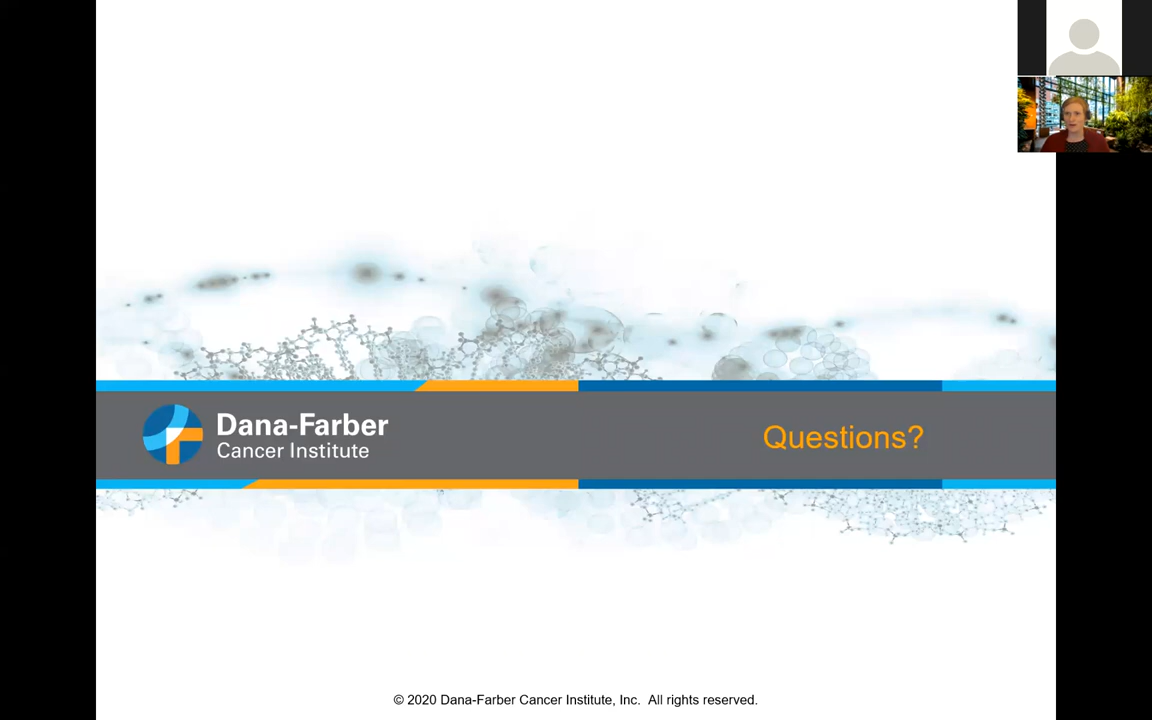 Dana-Farber
Cancer Institute
Questions?
© 2020 Dana-Farber Cancer Institute, Inc.  All rights reserved.